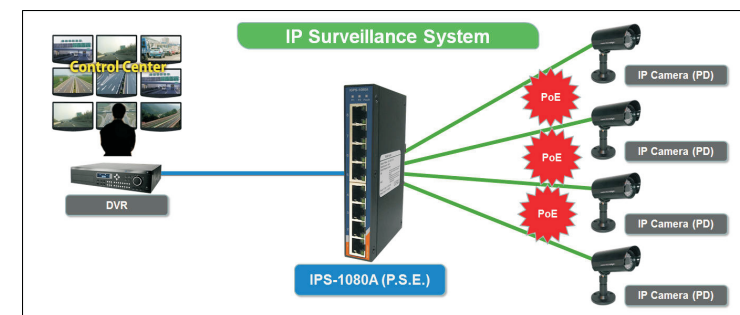 IP Surveillance System
Control Center
IP Camera (PD)
PoE
IP Camera (PD)
PoE
IP Camera (PD)
PoE
DVR
IPS-1080A (P.S.E.)
IP Camera (PD)